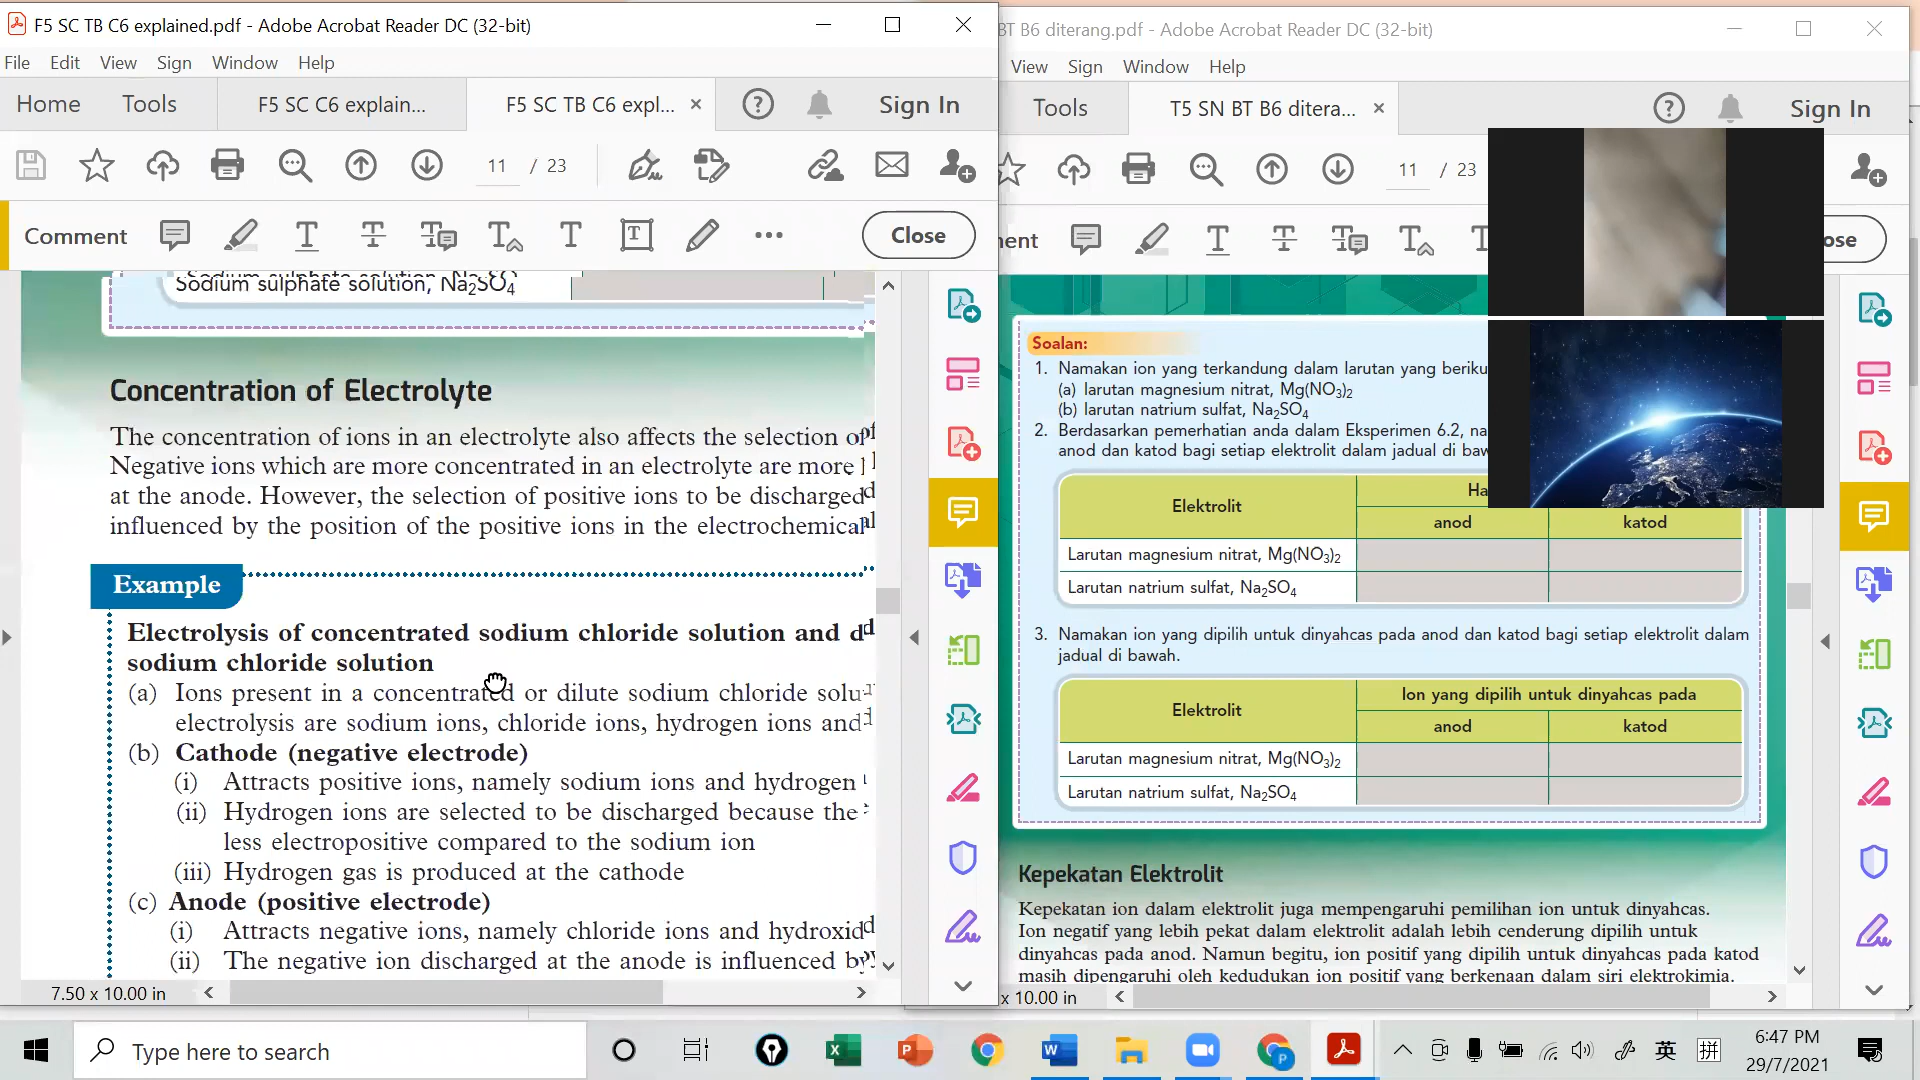 F5 SC TB C6 explained.pdf - Adobe Acrobat Reader DC (32-bit)
File Edit View Sign Window Help
Home Tools F5 SC C6 explain... F5 SC TB C6 expl... × Sign In
11 / 23
Comment Close
Sodium sulphate solution, Na₂SO₄
Concentration of Electrolyte
The concentration of ions in an electrolyte also affects the selection of
Negative ions which are more concentrated in an electrolyte are more
at the anode. However, the selection of positive ions to be discharged
influenced by the position of the positive ions in the electrochemical
Example
Electrolysis of concentrated sodium chloride solution and d
sodium chloride solution
(a) Ions present in a concentrated or dilute sodium chloride solu
electrolysis are sodium ions, chloride ions, hydrogen ions and
(b) Cathode (negative electrode)
(i) Attracts positive ions, namely sodium ions and hydrogen
(ii) Hydrogen ions are selected to be discharged because the
less electropositive compared to the sodium ion
(iii) Hydrogen gas is produced at the cathode
(c) Anode (positive electrode)
(i) Attracts negative ions, namely chloride ions and hydroxid
(ii) The negative ion discharged at the anode is influenced by
7.50 x 10.00 in
BT B6 diterang.pdf - Adobe Acrobat Reader DC (32-bit)
View Sign Window Help
Tools T5 SN BT B6 ditera... × Sign In
11 / 23
ent ose
Soalan:
1. Namakan ion yang terkandung dalam larutan yang beriku
(a) larutan magnesium nitrat, Mg(NO₃)₂
(b) larutan natrium sulfat, Na₂SO₄
2. Berdasarkan pemerhatian anda dalam Eksperimen 6.2, na
anod dan katod bagi setiap elektrolit dalam jadual di baw
Elektrolit Ha
anod katod
Larutan magnesium nitrat, Mg(NO₃)₂
Larutan natrium sulfat, Na₂SO₄
3. Namakan ion yang dipilih untuk dinyahcas pada anod dan katod bagi setiap elektrolit dalam
jadual di bawah.
Elektrolit Ion yang dipilih untuk dinyahcas pada
anod katod
Larutan magnesium nitrat, Mg(NO₃)₂
Larutan natrium sulfat, Na₂SO₄
Kepekatan Elektrolit
Kepekatan ion dalam elektrolit juga mempengaruhi pemilihan ion untuk dinyahcas.
Ion negatif yang lebih pekat dalam elektrolit adalah lebih cenderung dipilih untuk
dinyahcas pada anod. Namun begitu, ion positif yang dipilih untuk dinyahcas pada katod
masih dipengaruhi oleh kedudukan ion positif yang berkenaan dalam siri elektrokimia.
x 10.00 in
Type here to search
英 拼
6:47 PM
29/7/2021